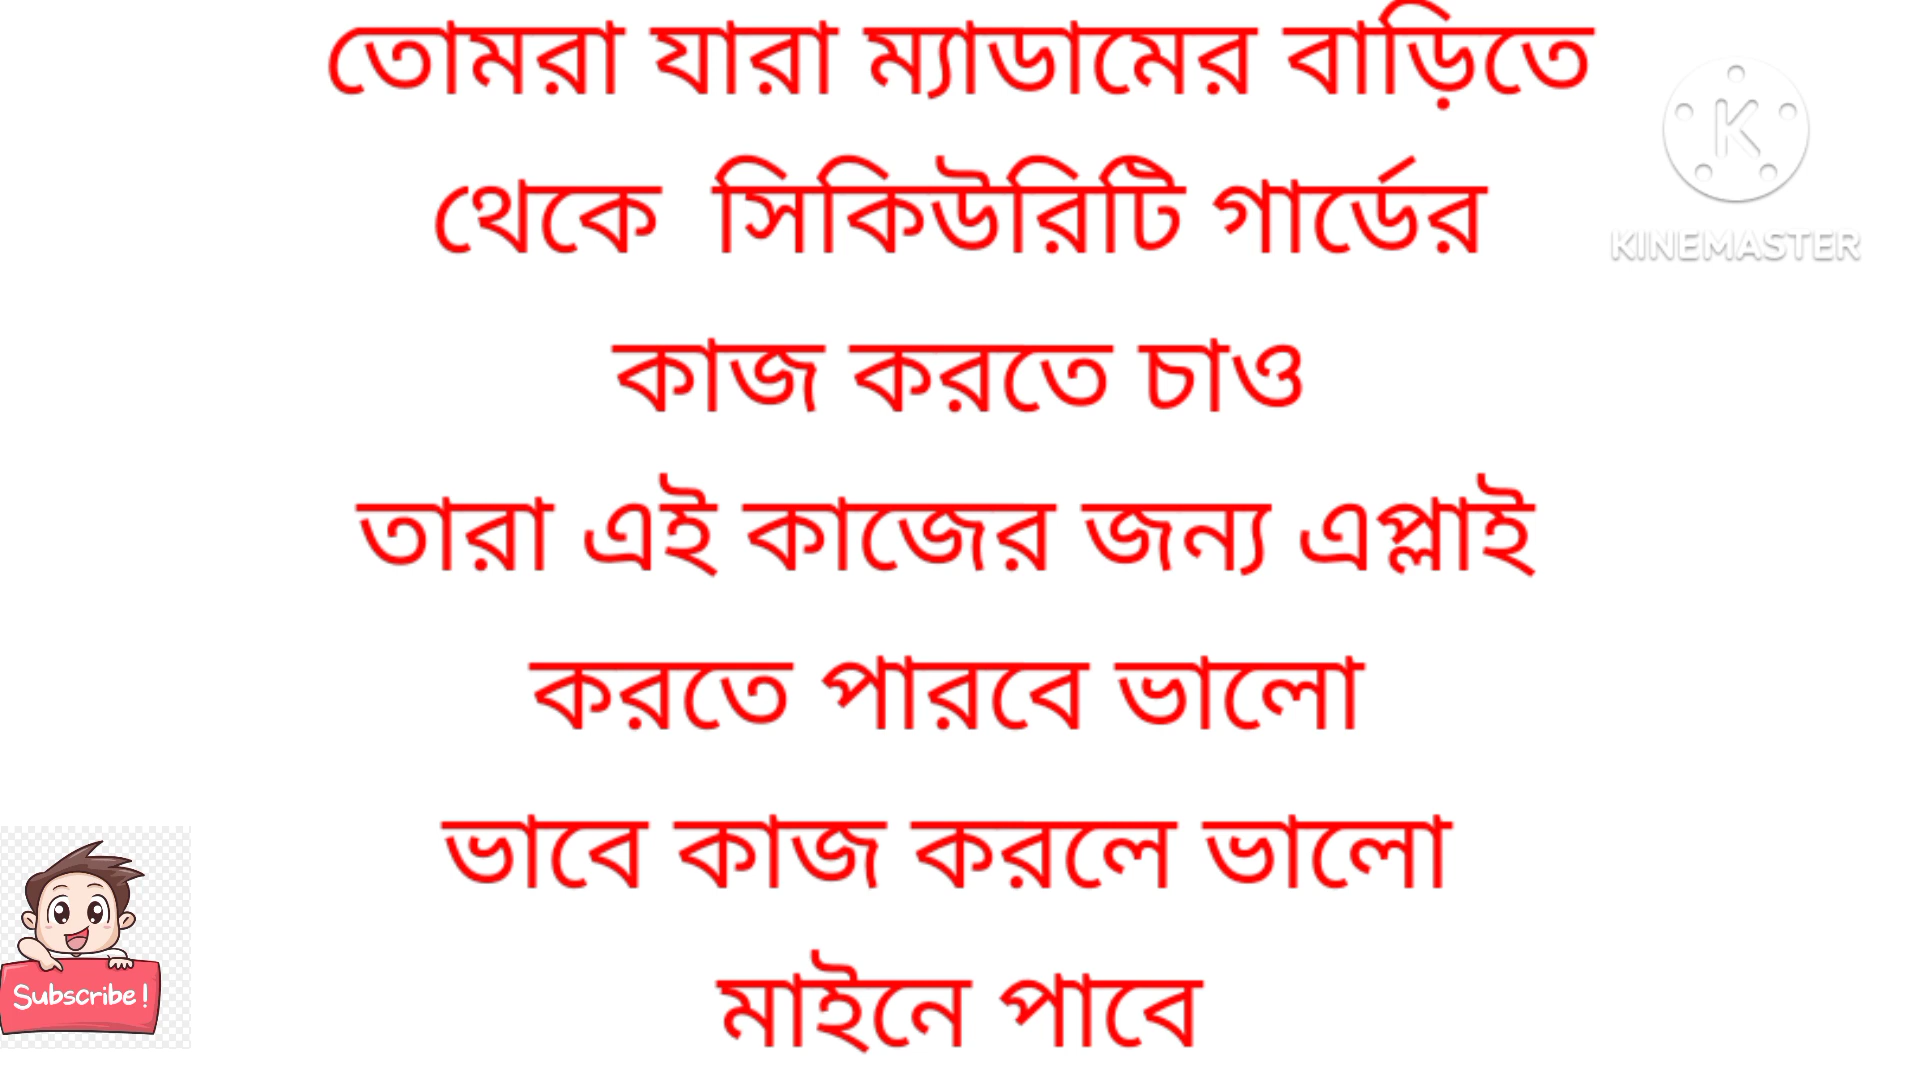 তোমরা যারা ম্যাডামের বাড়িতে
থেকে সিকিউরিটি গার্ডের
কাজ করতে চাও
তারা এই কাজের জন্য এপ্লাই
করতে পারবে ভালো
ভাবে কাজ করলে ভালো
মাইনে পাবে
K
KINEMASTER
Subscribe!